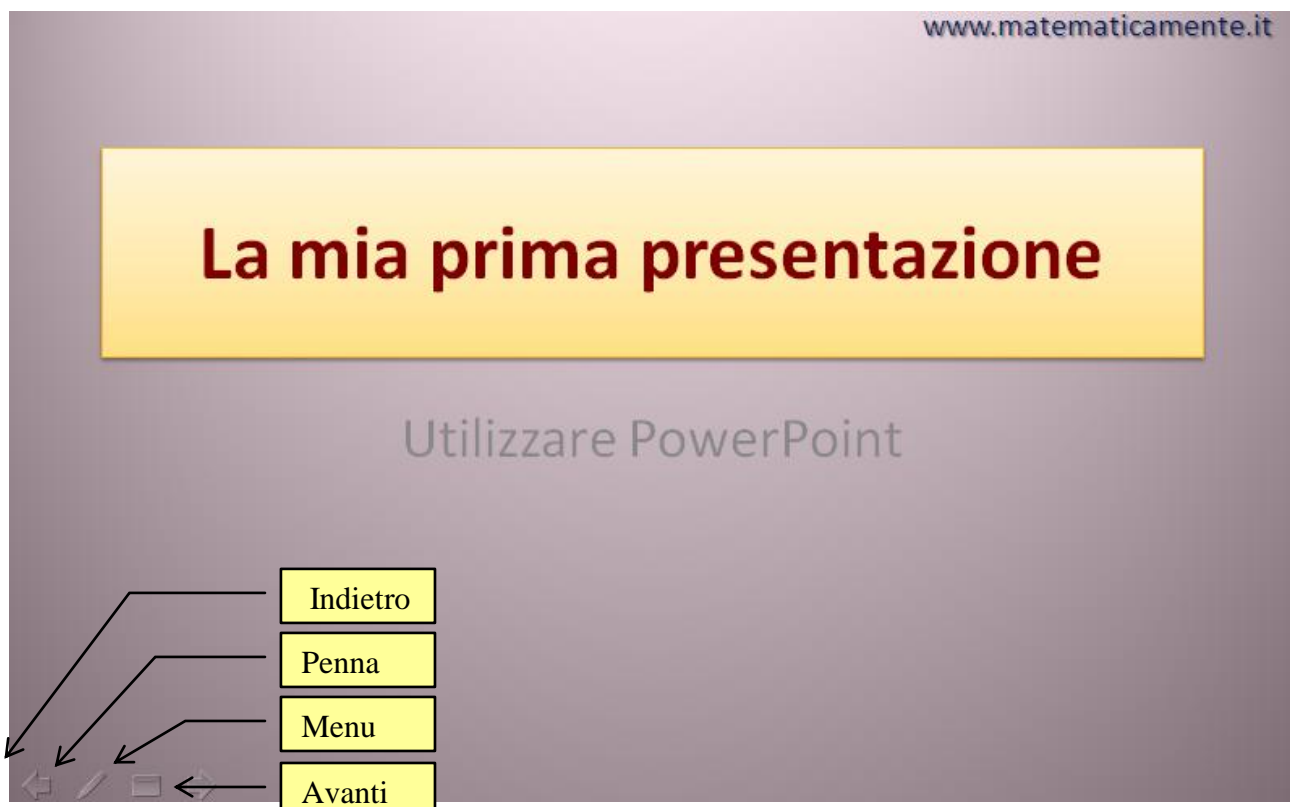 www.matematicamente.it
La mia prima presentazione
Utilizzare PowerPoint
Indietro
Penna
Menu
Avanti